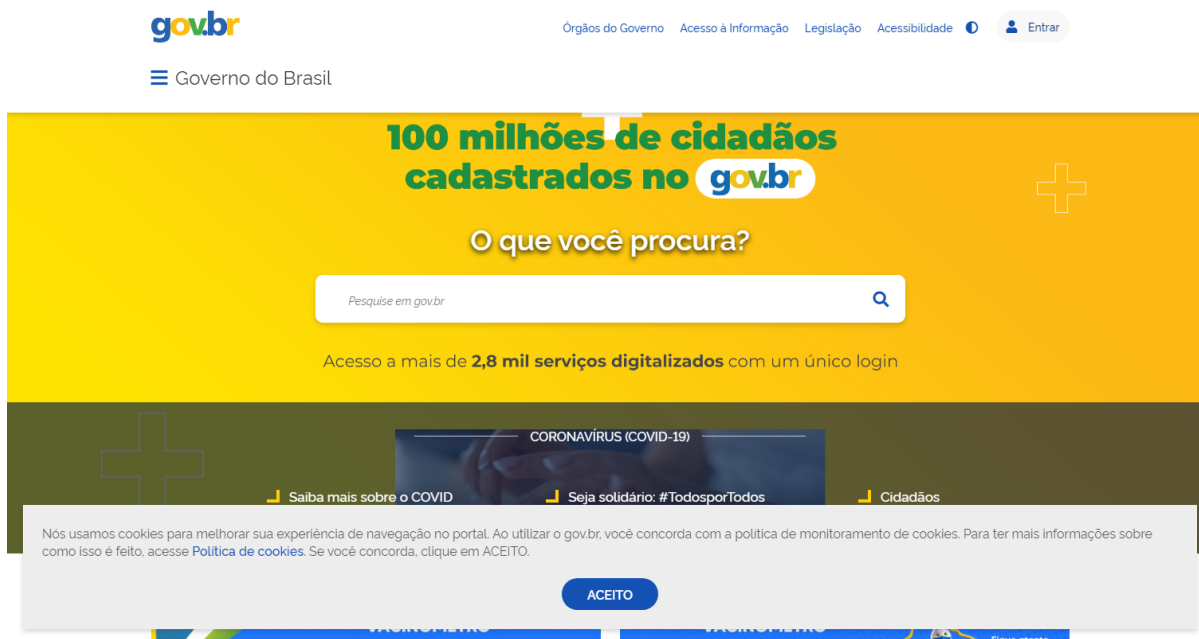 gov.br
Órgãos do Governo Acesso à Informação Legislação Acessibilidade Entrar
Governo do Brasil
100 milhões de cidadãos
cadastrados no gov.br
O que você procura?
Pesquise em gov.br
Acesso a mais de 2,8 mil serviços digitalizados com um único login
CORONAVÍRUS (COVID-19)
Saiba mais sobre o COVID Seja solidário: #TodosporTodos Cidadãos
Nós usamos cookies para melhorar sua experiência de navegação no portal. Ao utilizar o gov.br, você concorda com a política de monitoramento de cookies. Para ter mais informações sobre
como isso é feito, acesse Política de cookies. Se você concorda, clique em ACEITO.
ACEITO
VACINÔMETRO VACINÔMETRO